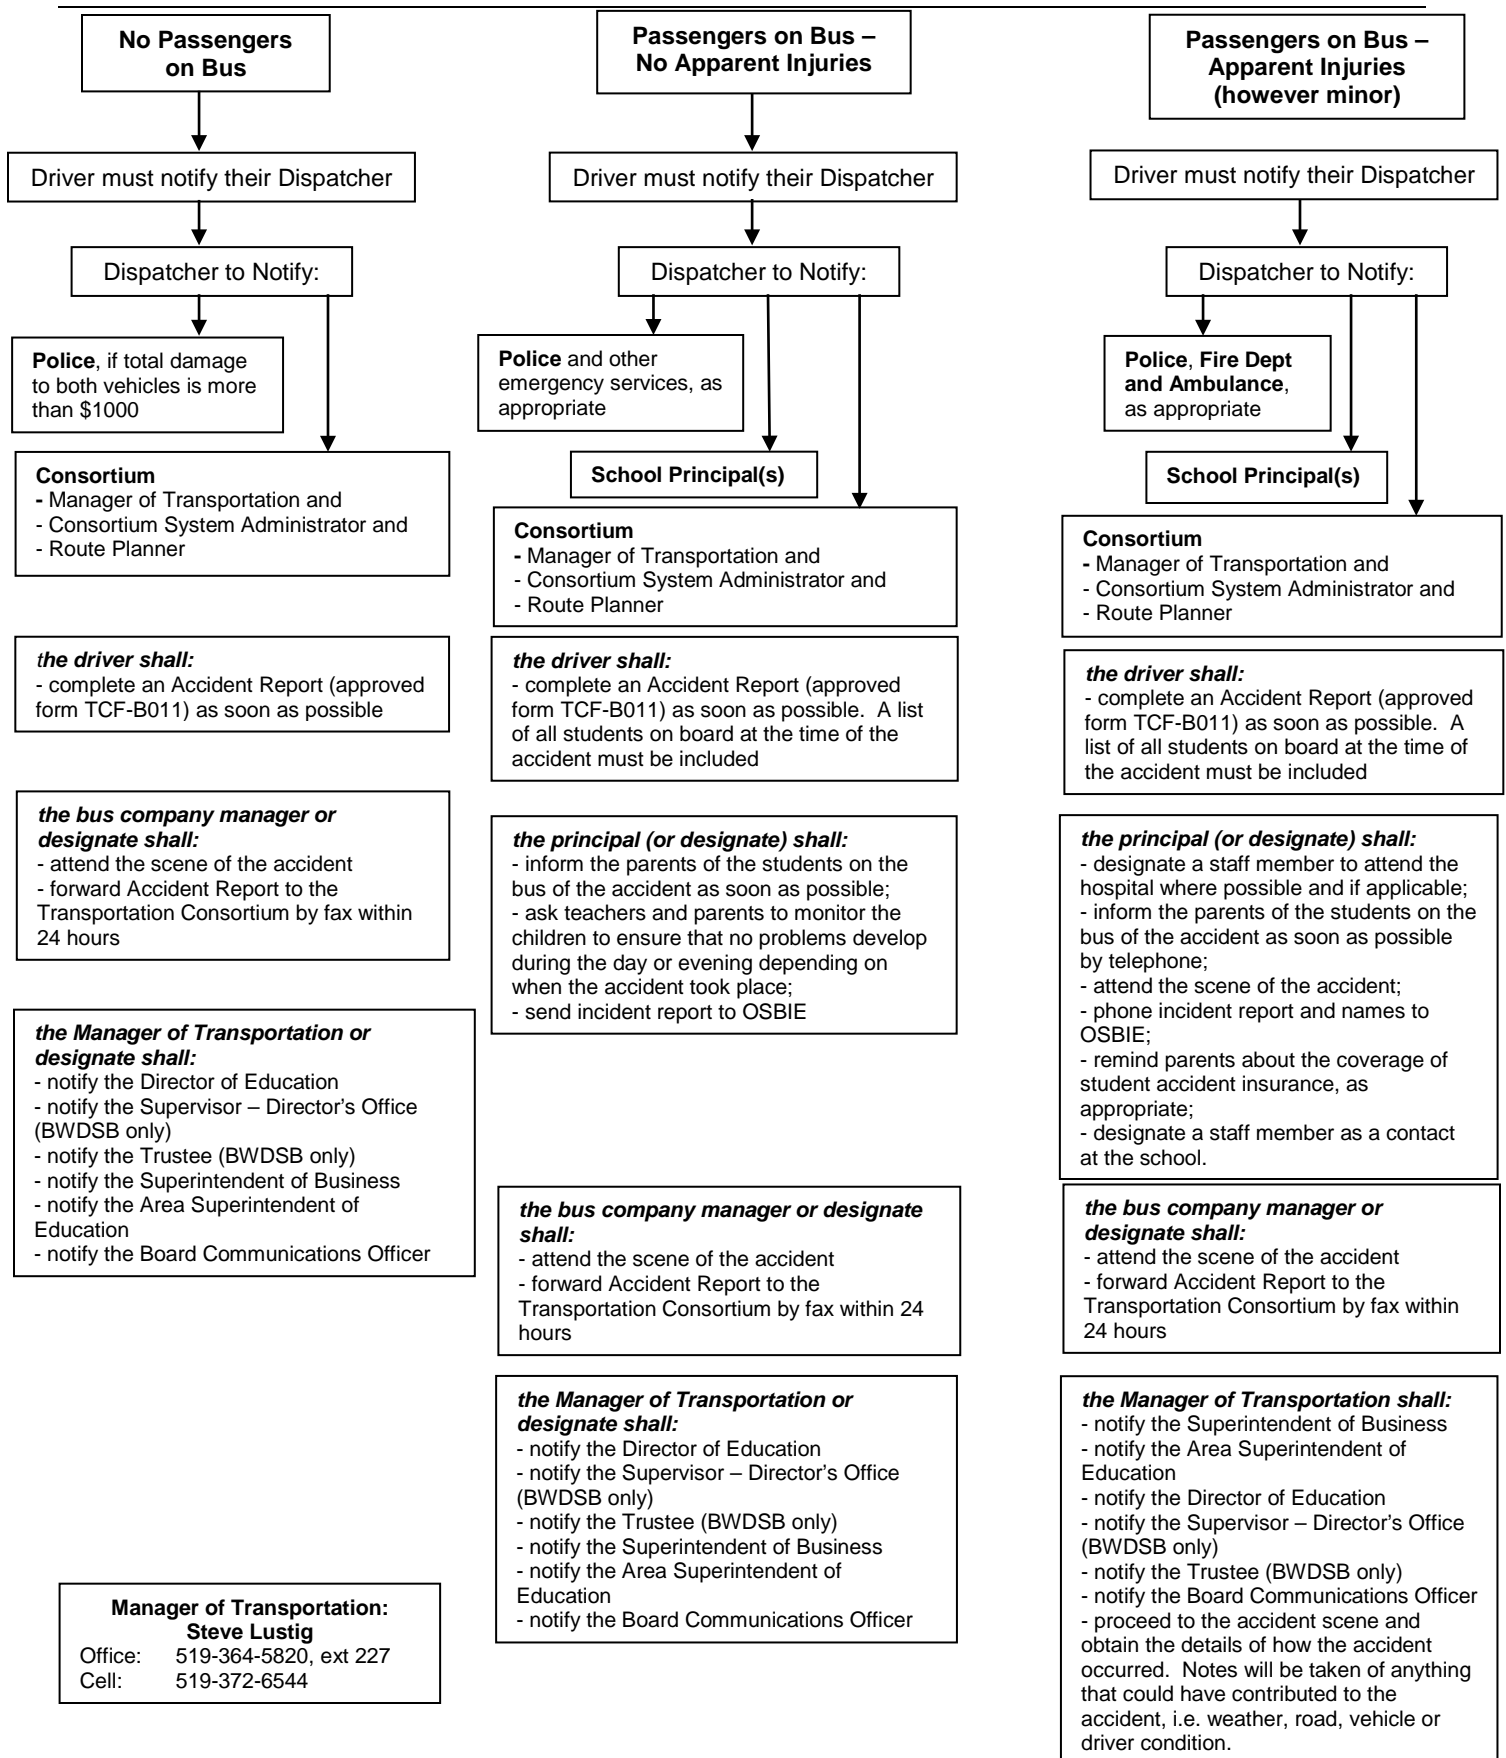 No Passengers
on Bus
Driver must notify their Dispatcher
Dispatcher to Notify:
Police, if total damage
to both vehicles is more
than $1000
Consortium
- Manager of Transportation and
- Consortium System Administrator and
- Route Planner
the driver shall:
- complete an Accident Report (approved
form TCF-B011) as soon as possible
the bus company manager or
designate shall:
- attend the scene of the accident
- forward Accident Report to the
Transportation Consortium by fax within
24 hours
the Manager of Transportation or
designate shall:
- notify the Director of Education
- notify the Supervisor – Director’s Office
(BWDSB only)
- notify the Trustee (BWDSB only)
- notify the Superintendent of Business
- notify the Area Superintendent of
Education
- notify the Board Communications Officer
Manager of Transportation:
Steve Lustig
Office: 519-364-5820, ext 227
Cell: 519-372-6544
Passengers on Bus –
No Apparent Injuries
Driver must notify their Dispatcher
Dispatcher to Notify:
Police and other
emergency services, as
appropriate
School Principal(s)
Consortium
- Manager of Transportation and
- Consortium System Administrator and
- Route Planner
the driver shall:
- complete an Accident Report (approved
form TCF-B011) as soon as possible. A list
of all students on board at the time of the
accident must be included
the principal (or designate) shall:
- inform the parents of the students on the
bus of the accident as soon as possible;
- ask teachers and parents to monitor the
children to ensure that no problems develop
during the day or evening depending on
when the accident took place;
- send incident report to OSBIE
the bus company manager or designate
shall:
- attend the scene of the accident
- forward Accident Report to the
Transportation Consortium by fax within 24
hours
the Manager of Transportation or
designate shall:
- notify the Director of Education
- notify the Supervisor – Director’s Office
(BWDSB only)
- notify the Trustee (BWDSB only)
- notify the Superintendent of Business
- notify the Area Superintendent of
Education
- notify the Board Communications Officer
Passengers on Bus –
Apparent Injuries
(however minor)
Driver must notify their Dispatcher
Dispatcher to Notify:
Police, Fire Dept
and Ambulance,
as appropriate
School Principal(s)
Consortium
- Manager of Transportation and
- Consortium System Administrator and
- Route Planner
the driver shall:
- complete an Accident Report (approved
form TCF-B011) as soon as possible. A
list of all students on board at the time of
the accident must be included
the principal (or designate) shall:
- designate a staff member to attend the
hospital where possible and if applicable;
- inform the parents of the students on the
bus of the accident as soon as possible
by telephone;
- attend the scene of the accident;
- phone incident report and names to
OSBIE;
- remind parents about the coverage of
student accident insurance, as
appropriate;
- designate a staff member as a contact
at the school.
the bus company manager or
designate shall:
- attend the scene of the accident
- forward Accident Report to the
Transportation Consortium by fax within
24 hours
the Manager of Transportation shall:
- notify the Superintendent of Business
- notify the Area Superintendent of
Education
- notify the Director of Education
- notify the Supervisor – Director’s Office
(BWDSB only)
- notify the Trustee (BWDSB only)
- notify the Board Communications Officer
- proceed to the accident scene and
obtain the details of how the accident
occurred. Notes will be taken of anything
that could have contributed to the
accident, i.e. weather, road, vehicle or
driver condition.